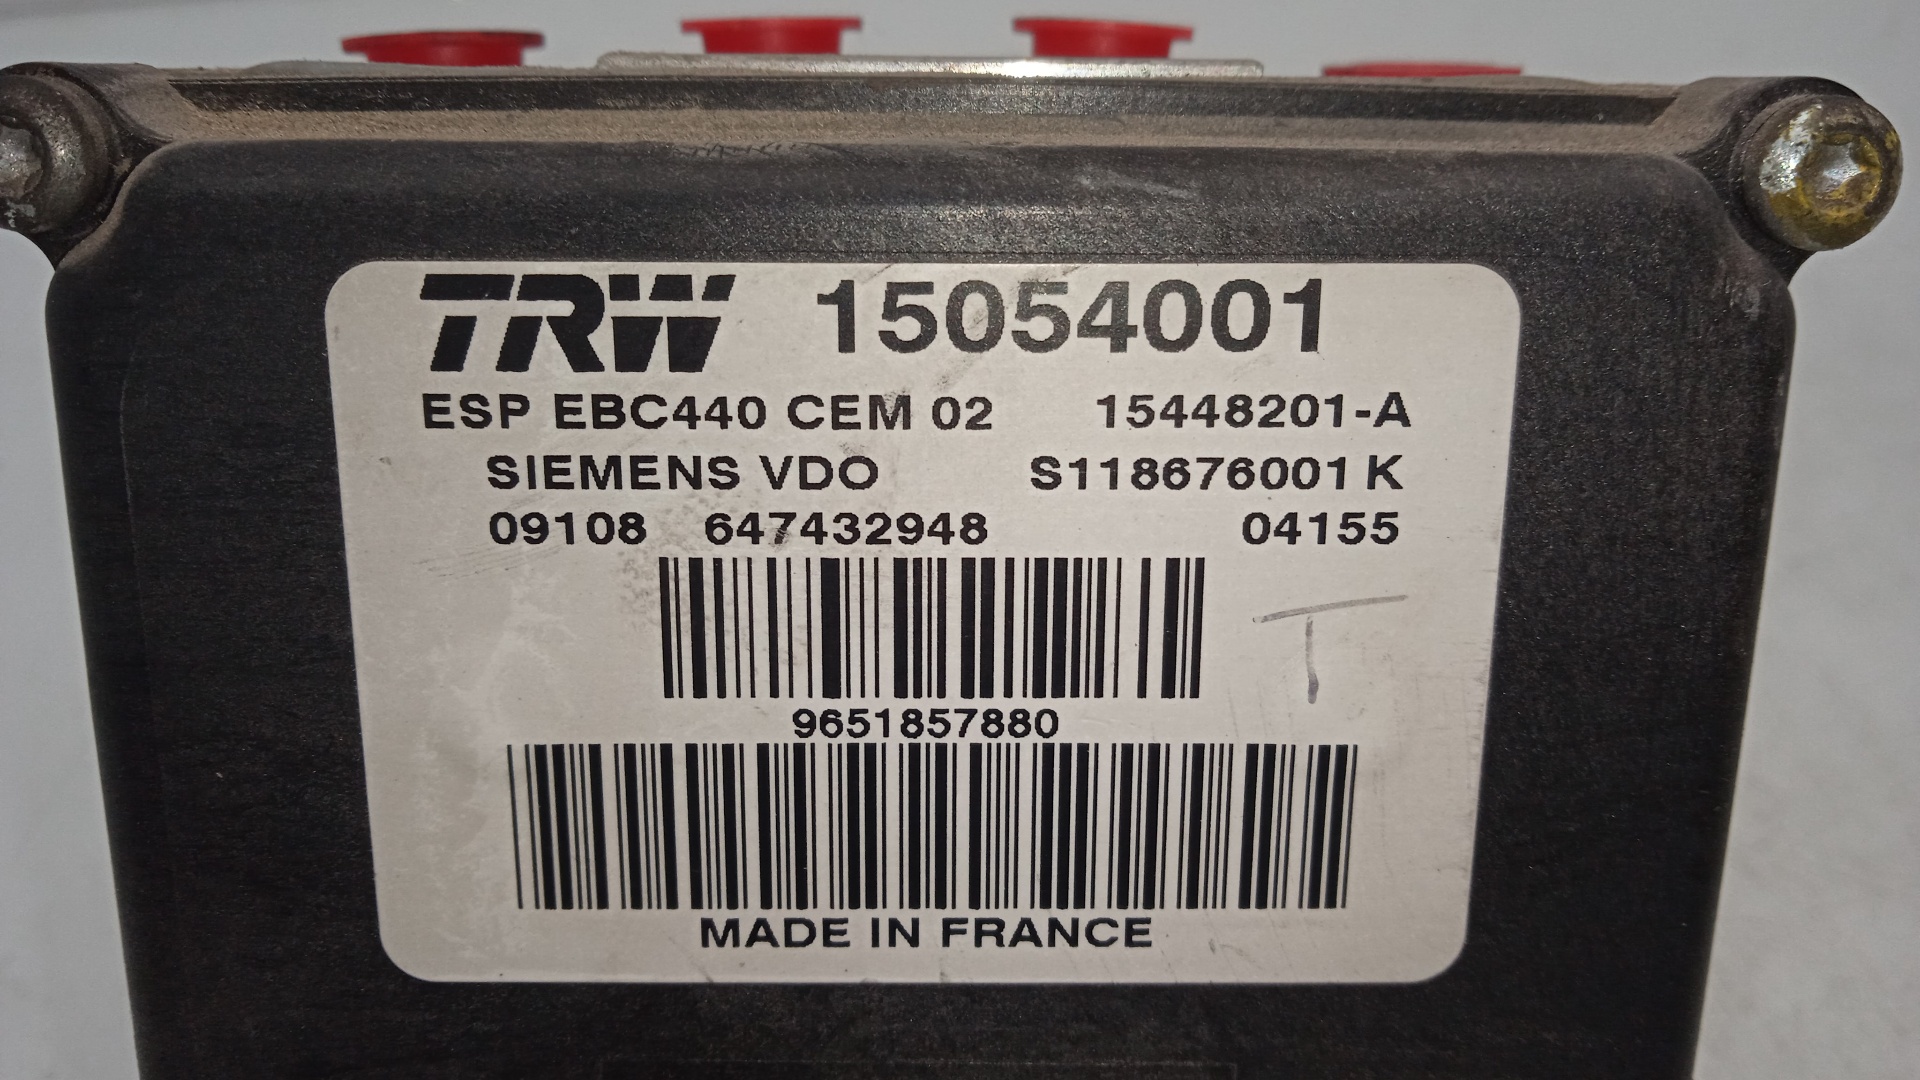 TRW 15054001
ESP EBC440 CEM 02 15448201-A
SIEMENS VDO S118676001 K
09108 647432948 04155
T
9651857880
MADE IN FRANCE